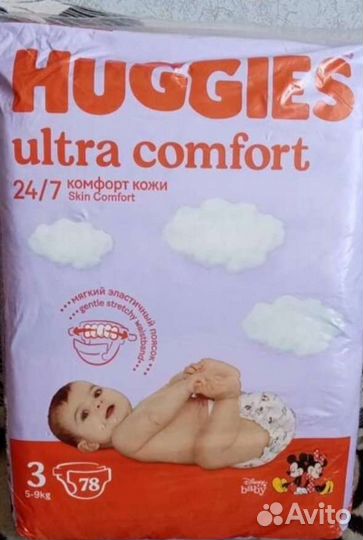 HUGGIES
ultra comfort
24/7 комфорт кожи
Skin Comfort
мягкий эластичный поясок
gentle stretchy waistband
3
5-9kg
78
Disney baby
Avito